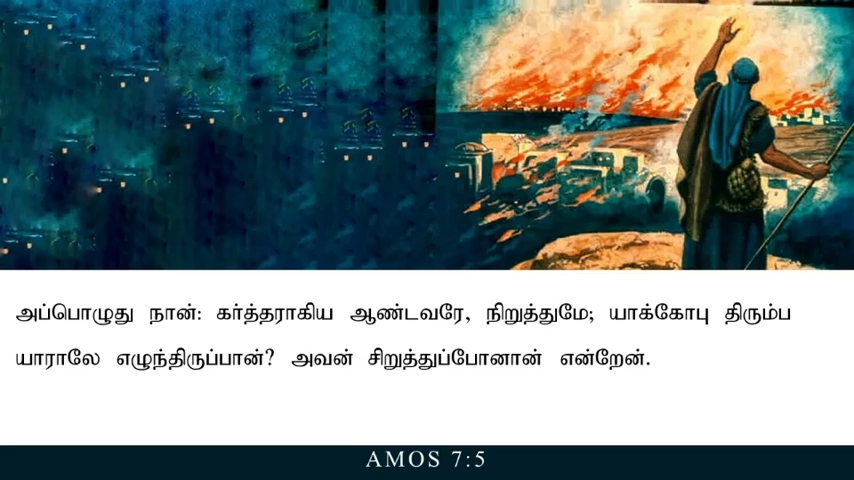 அப்பொழுது நான்: கர்த்தராகிய ஆண்டவரே, நிறுத்துமே; யாக்கோபு திரும்ப
யாராலே எழுந்திருப்பான்? அவன் சிறுத்துப்போனான் என்றேன்.
AMOS 7:5